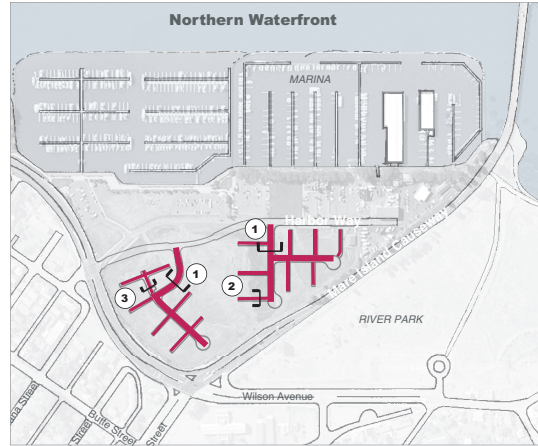 Northern Waterfront
MARINA
Harbor Way
1
1
2
3
Mare Island Causeway
RIVER PARK
Wilson Avenue
Butte Street
Street
Street